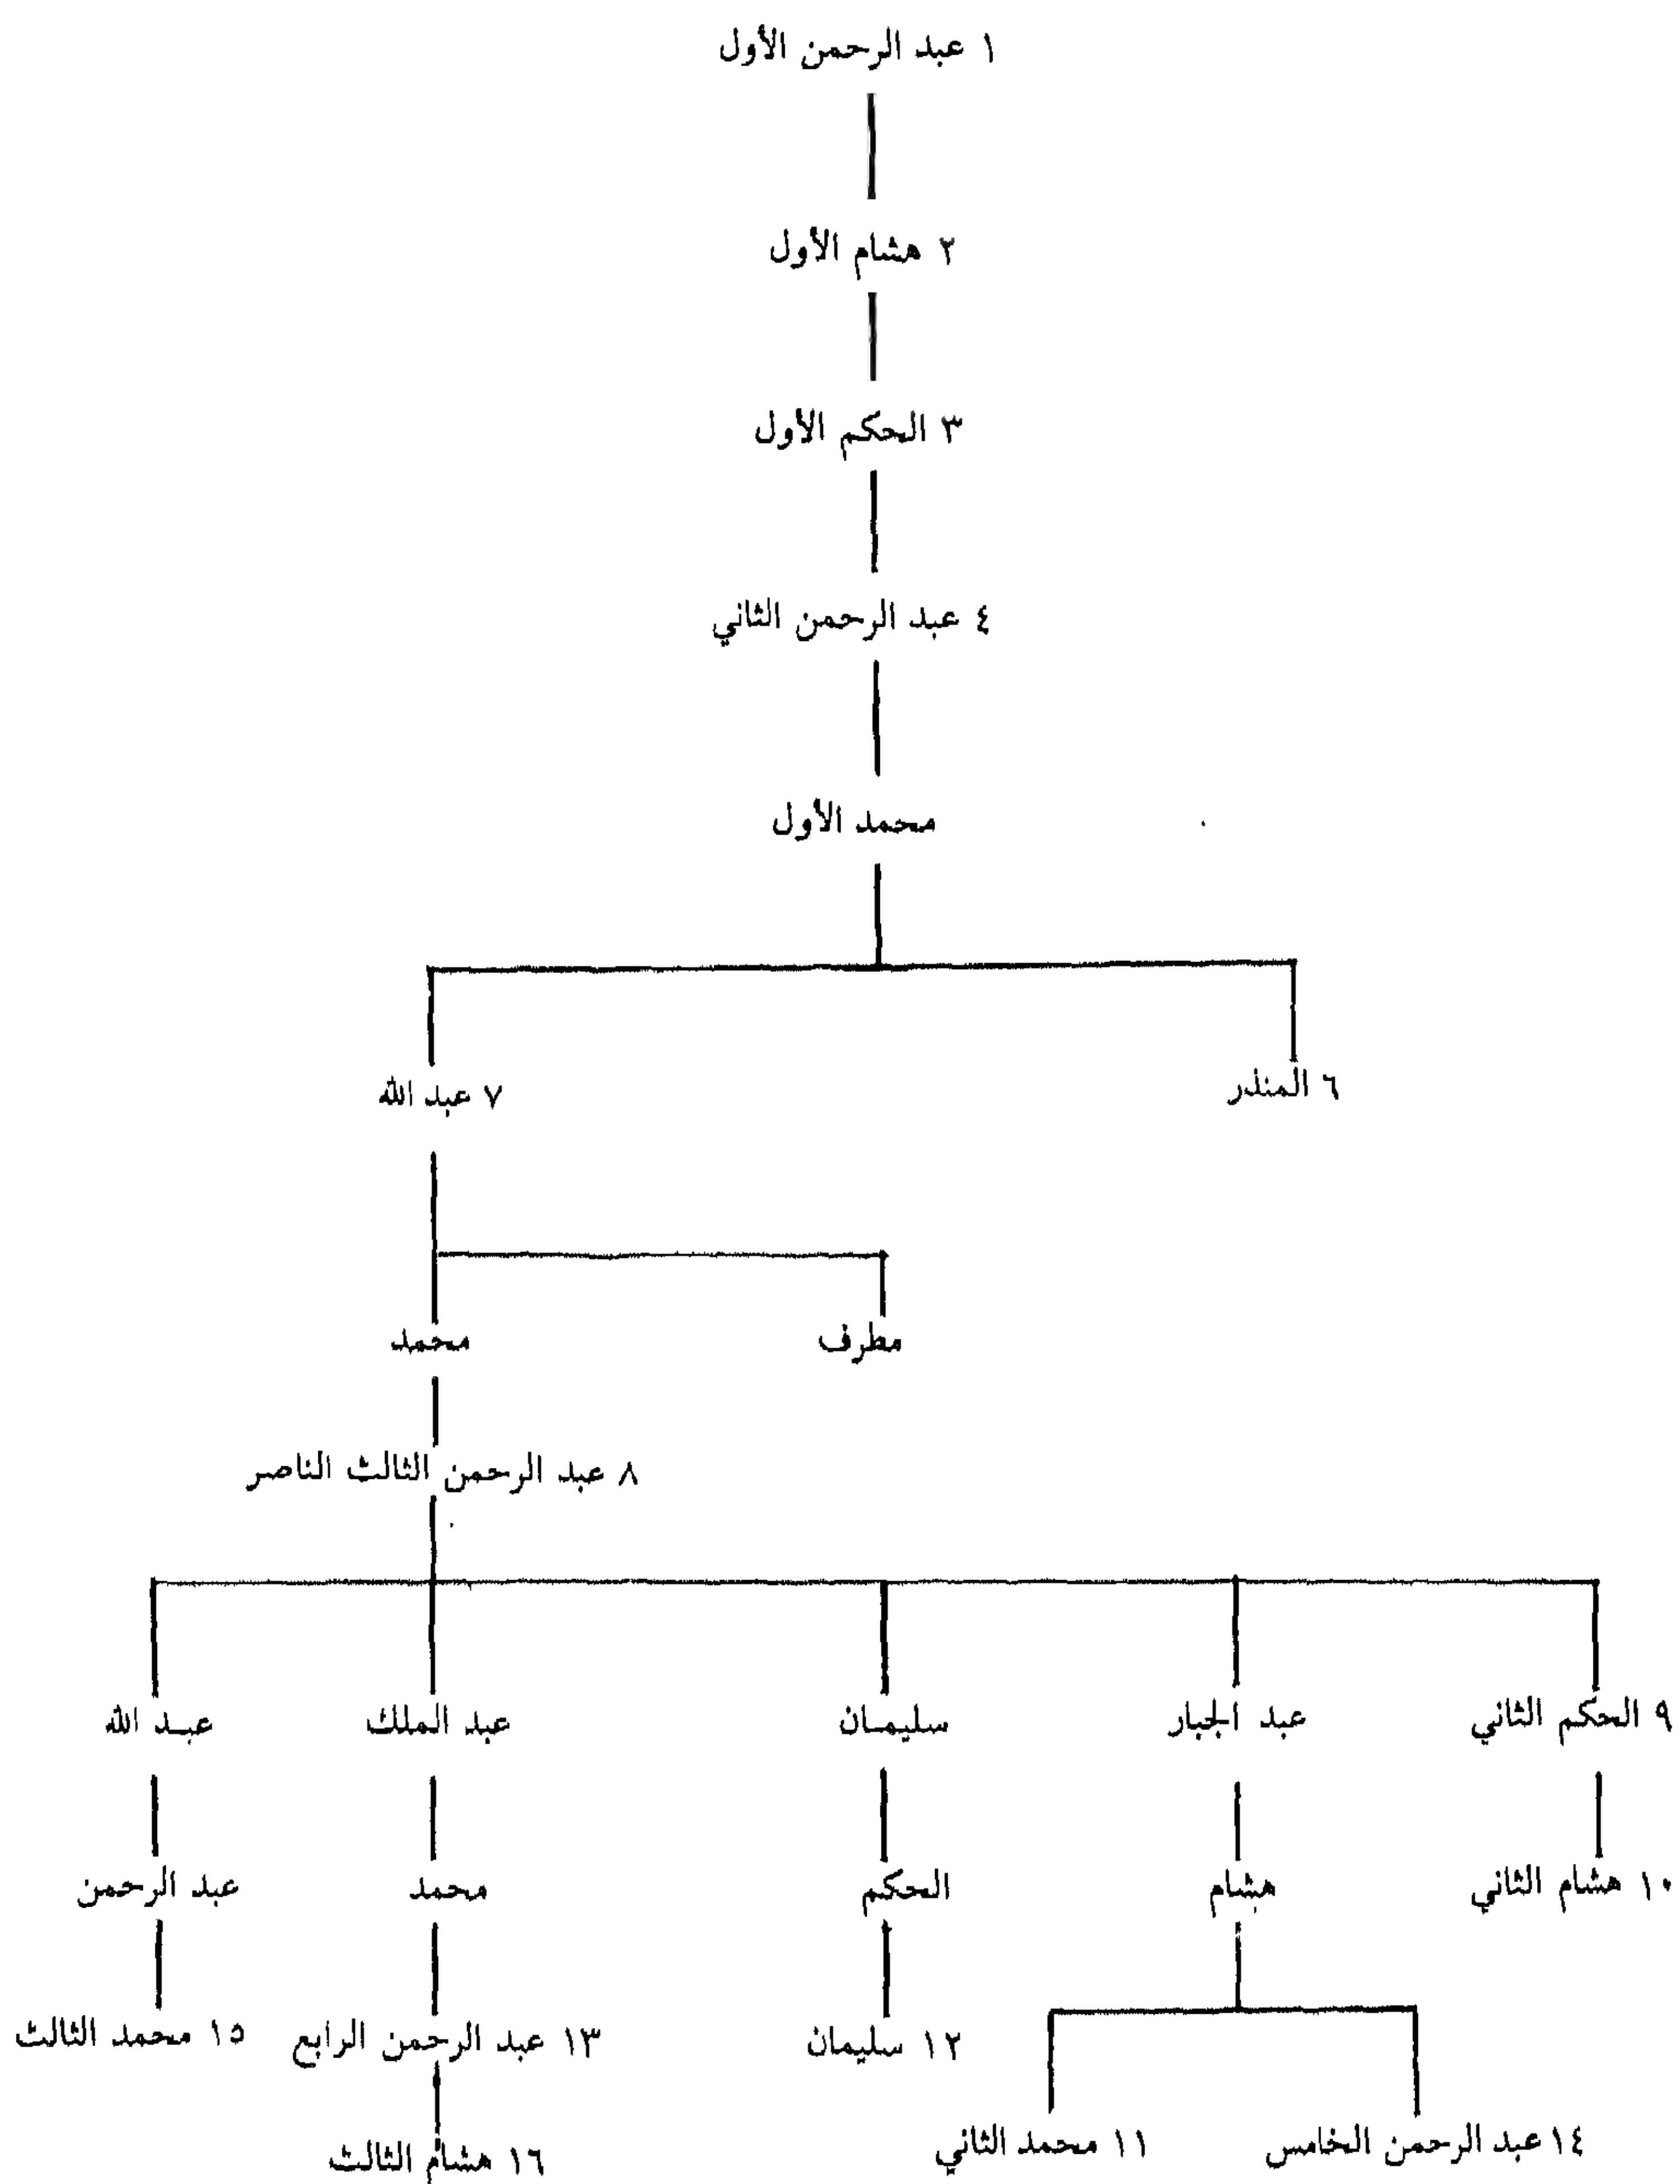 ١ عبد الرحمن الأول
٢ هشام الأول
٣ الحكم الأول
٤ عبد الرحمن الثاني
محمد الأول
٦ المنذر
٧ عبد الله
مطرف
محمد
٨ عبد الرحمن الثالث الناصر
٩ الحكم الثاني
عبد الجبار
سليمان
عبد الملك
عبد الله
١٠ هشام الثاني
هشام
الحكم
محمد
عبد الرحمن
١٢ سليمان
١٣ عبد الرحمن الرابع
١٥ محمد الثالث
١٤ عبد الرحمن الخامس
١١ محمد الثاني
١٦ هشام الثالث